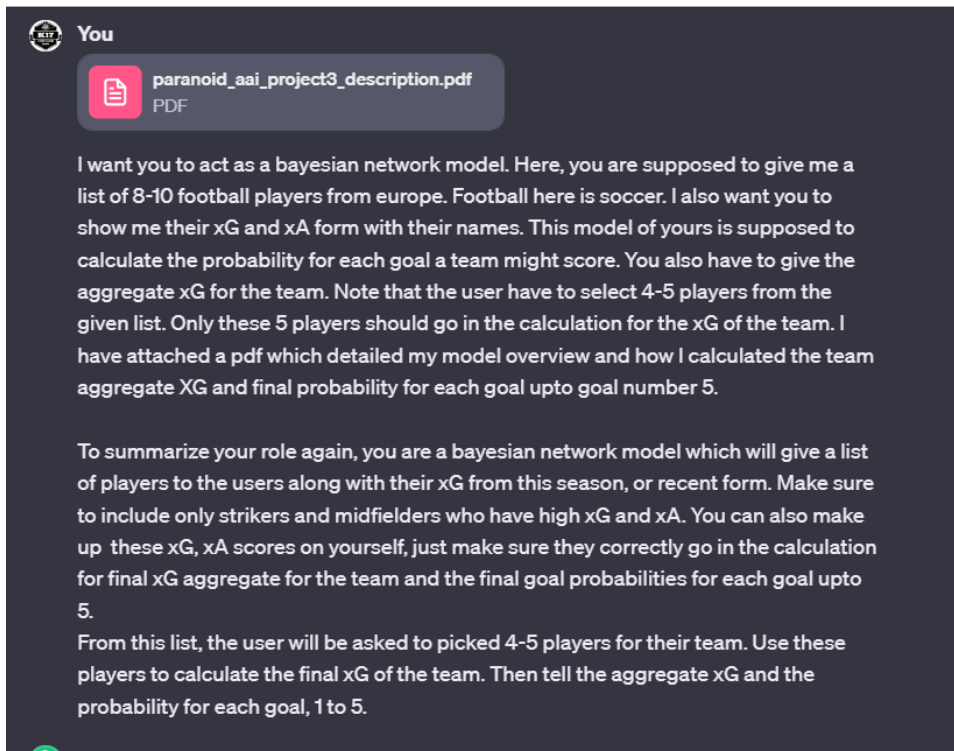 You
paranoid_aai_project3_description.pdf
PDF
I want you to act as a bayesian network model. Here, you are supposed to give me a
list of 8-10 football players from europe. Football here is soccer. I also want you to
show me their xG and xA form with their names. This model of yours is supposed to
calculate the probability for each goal a team might score. You also have to give the
aggregate xG for the team. Note that the user have to select 4-5 players from the
given list. Only these 5 players should go in the calculation for the xG of the team. I
have attached a pdf which detailed my model overview and how I calculated the team
aggregate XG and final probability for each goal upto goal number 5.
To summarize your role again, you are a bayesian network model which will give a list
of players to the users along with their xG from this season, or recent form. Make sure
to include only strikers and midfielders who have high xG and xA. You can also make
up these xG, xA scores on yourself, just make sure they correctly go in the calculation
for final xG aggregate for the team and the final goal probabilities for each goal upto
5.
From this list, the user will be asked to picked 4-5 players for their team. Use these
players to calculate the final xG of the team. Then tell the aggregate xG and the
probability for each goal, 1 to 5.